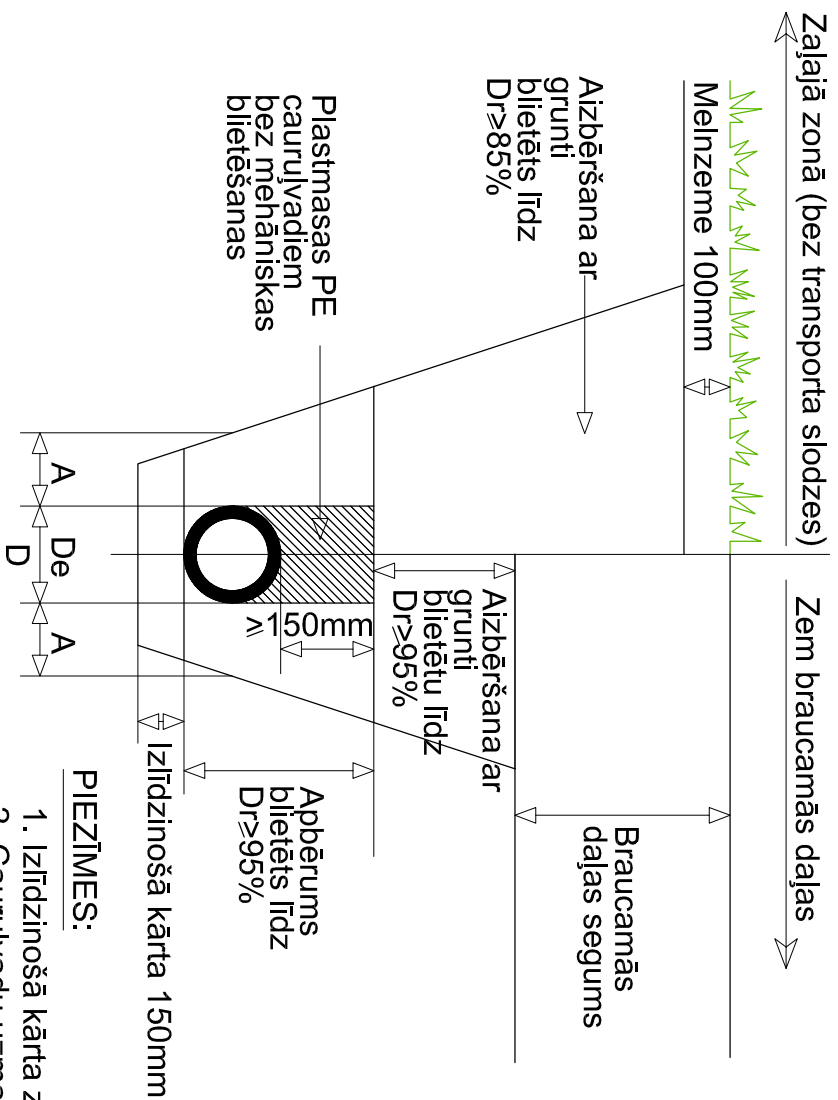 Zaļajā zonā (bez transporta slodzes)
Zem braucamās daļas
Melnzeme 100mm
Aizbēršana ar
grunti
blietēts līdz
Dr≥85%
Braucamās
daļas segums
Aizbēršana ar
grunti
blietētu līdz
Dr≥95%
Plastmasas PE
cauruļvadiem
bez mehāniskas
blietēšanas
≥150mm
Apbērums
blietēts līdz
Dr≥95%
Izlīdzinošā kārta 150mm
A
De
A
D
PIEZĪMES:
1. Izlīdzinošā kārta
2. Cauruļvadu